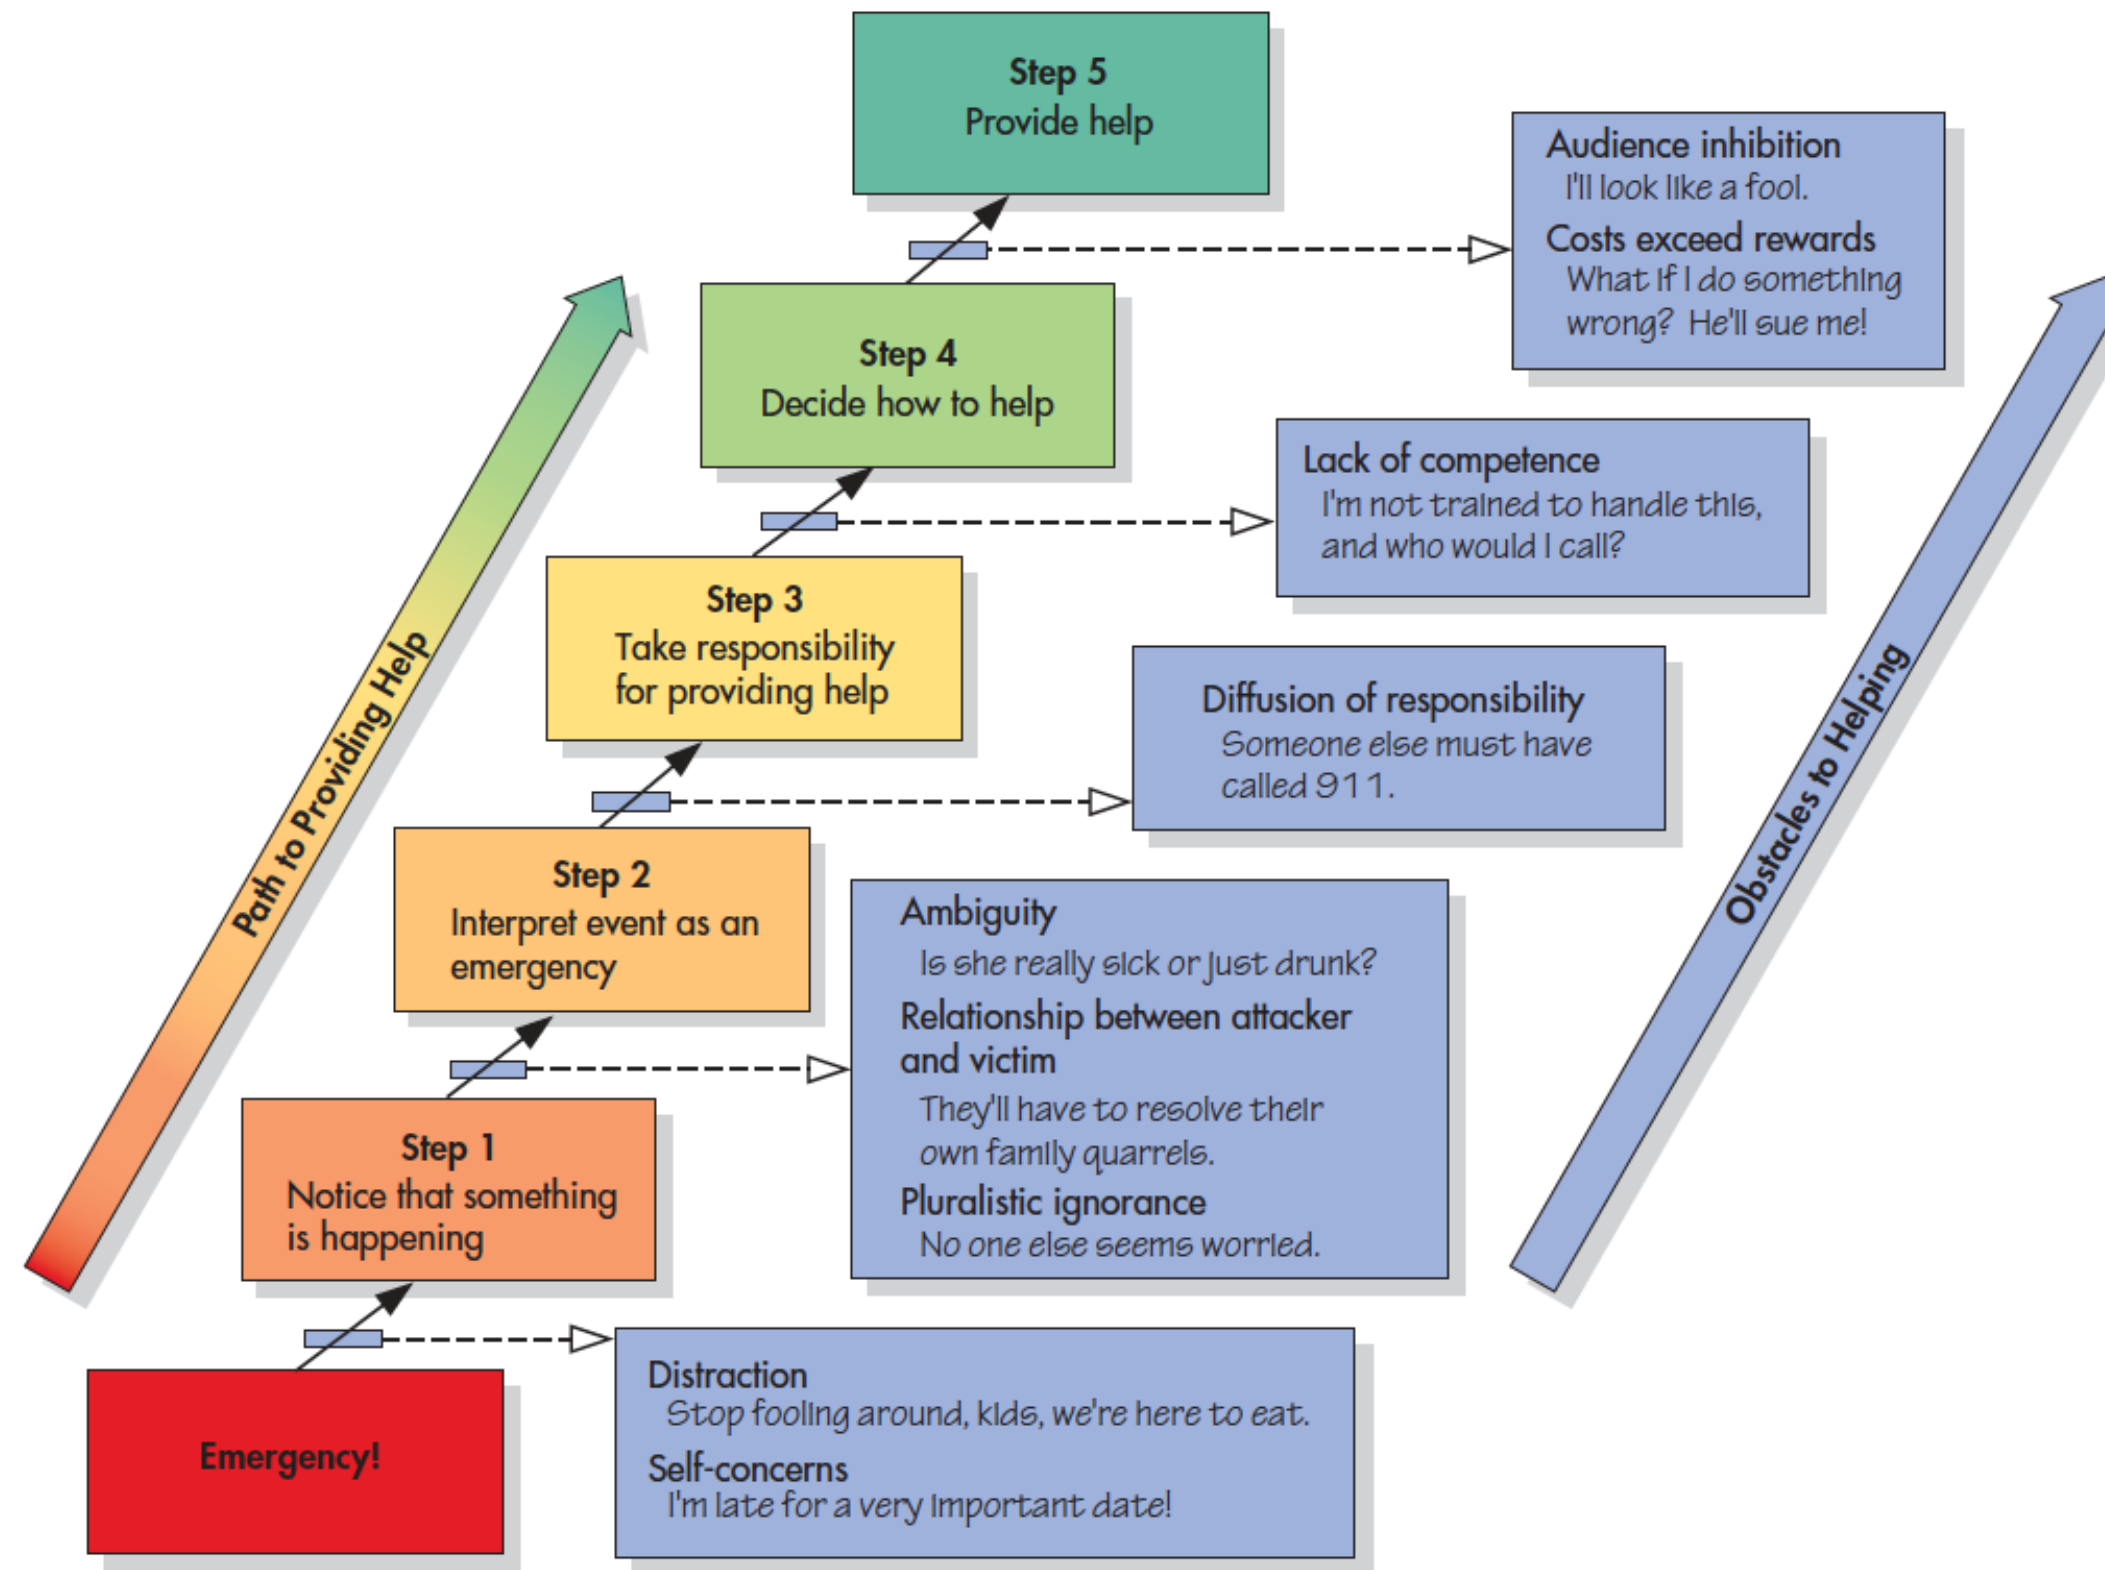 Step 5
Provide help
Audience inhibition
I'll look like a fool.
Costs exceed rewards
What if I do something
wrong? He'll sue me!
Step 4
Decide how to help
Lack of competence
I'm not trained to handle this,
and who would I call?
Step 3
Take responsibility
for providing help
Diffusion of responsibility
Someone else must have
called 911.
Step 2
Interpret event as an
emergency
Ambiguity
Is she really sick or just drunk?
Relationship between attacker
and victim
They'll have to resolve their
own family quarrels.
Pluralistic ignorance
No one else seems worried.
Step 1
Notice that something
is happening
Distraction
Stop fooling around, kids, we're here to eat.
Self-concerns
I'm late for a very important date!
Emergency!
Path to Providing Help
Obstacles to Helping